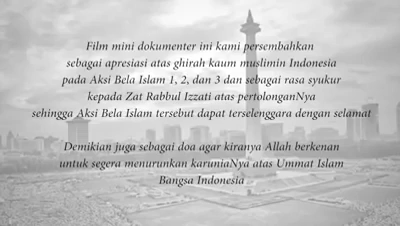 Film mini dokumenter ini kami persembahkan
sebagai apresiasi atas ghirah kaum muslimin Indonesia
pada Aksi Bela Islam 1, 2, dan 3 dan sebagai rasa syukur
kepada Zat Rabbul Izzati atas pertolonganNya
sehingga Aksi Bela Islam tersebut dapat terselenggara dengan selamat
Demikian juga sebagai doa agar kiranya Allah berkenan
untuk segera menurunkan karuniaNya atas Ummat Islam
Bangsa Indonesia